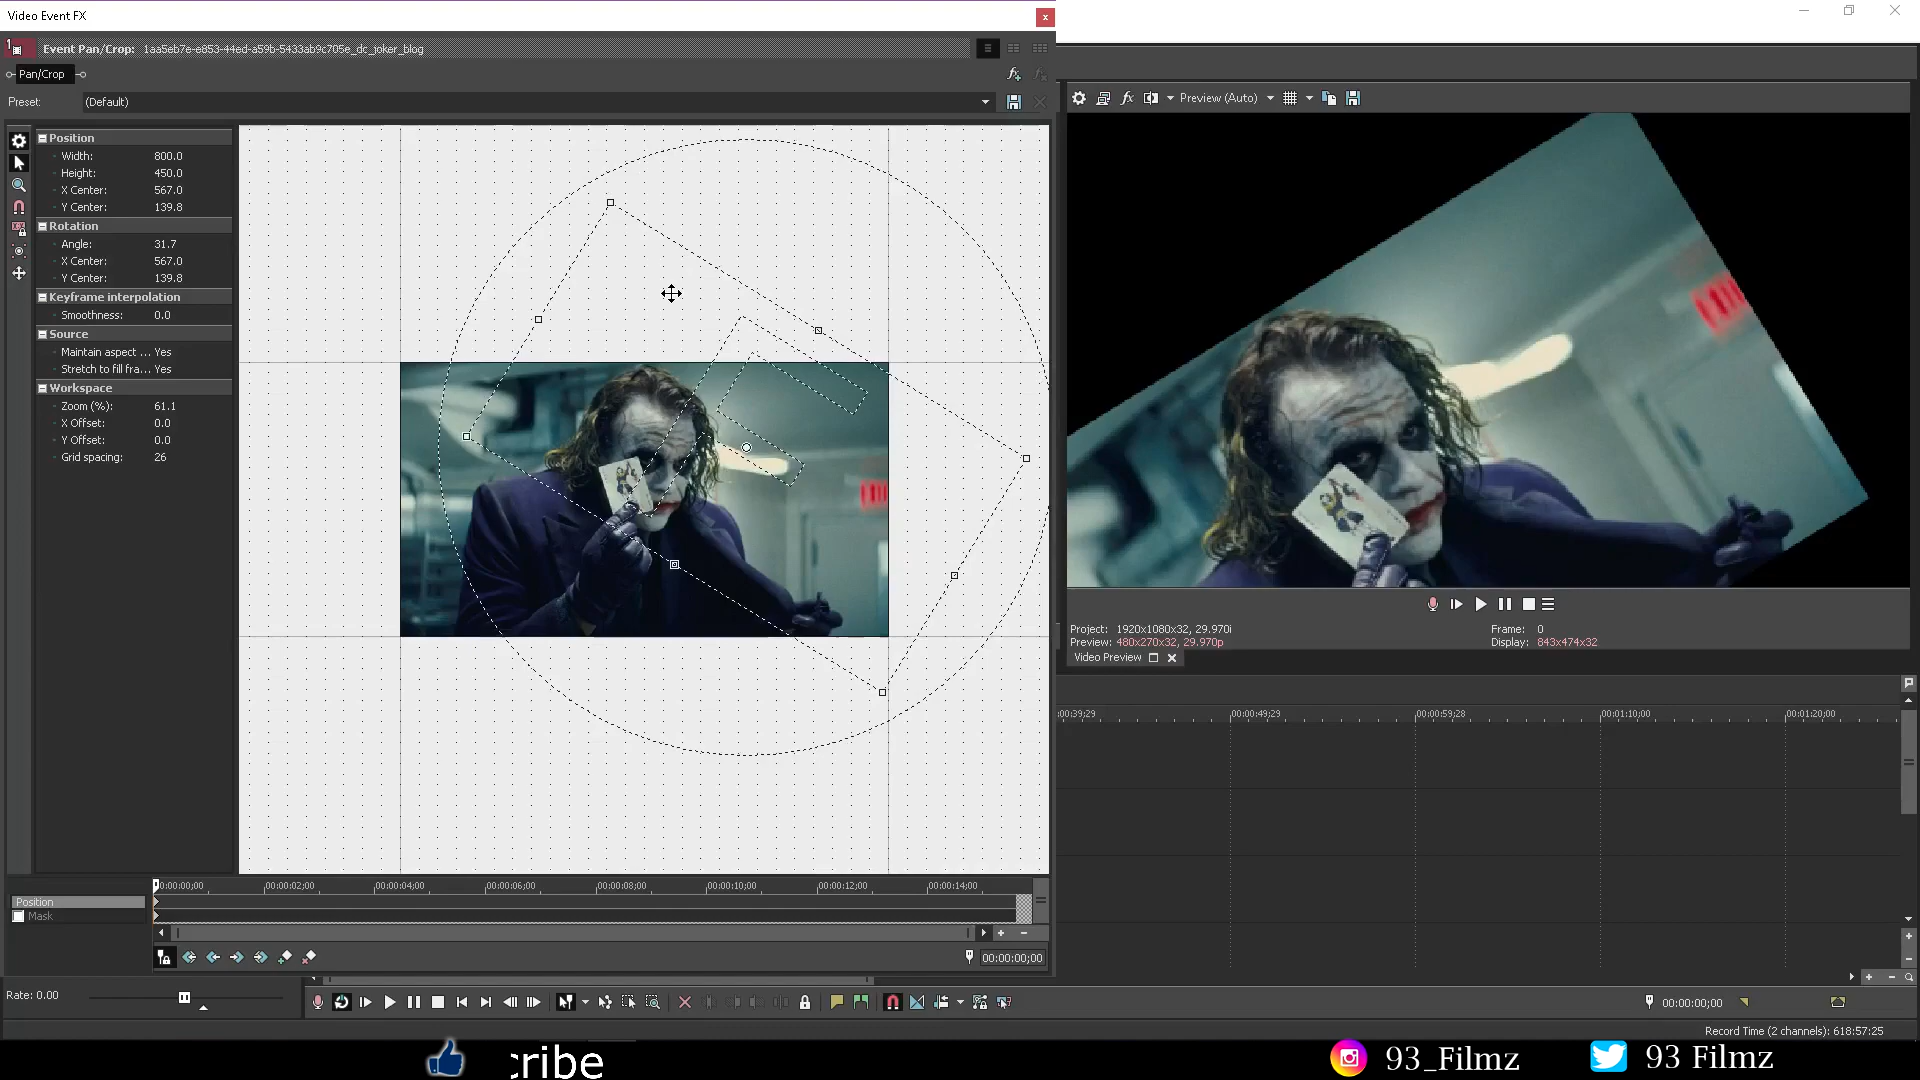 Video Event FX
Event Pan/Crop: 1aa5eb7e-e853-44ed-a59b-5433ab9c705e_dc_joker_blog
Pan/Crop
Preset: (Default)
Preview (Auto)
Position
Width: 800.0
Height: 450.0
X Center: 567.0
Y Center: 139.8
Rotation
Angle: 31.7
X Center: 567.0
Y Center: 139.8
Keyframe interpolation
Smoothness: 0.0
Source
Maintain aspect ... Yes
Stretch to fill fra... Yes
Workspace
Zoom (%): 61.1
X Offset: 0.0
Y Offset: 0.0
Grid spacing: 26
Project: 1920x1080x32, 29.970i
Frame: 0
Preview: 480x270x32, 29.970p
Display: 843x474x32
Video Preview
:00:39;29 00:00:49;29 00:00:59;28 00:01:10;00 00:01:20;00
00:00:00;00 00:00:02;00 00:00:04;00 00:00:06;00 00:00:08;00 00:00:10;00 00:00:12;00 00:00:14;00
Position
Mask
00:00:00;00
Rate: 0.00
00:00:00;00
Record Time (2 channels): 618:57:25
cribe
93_Filmz
93 Filmz